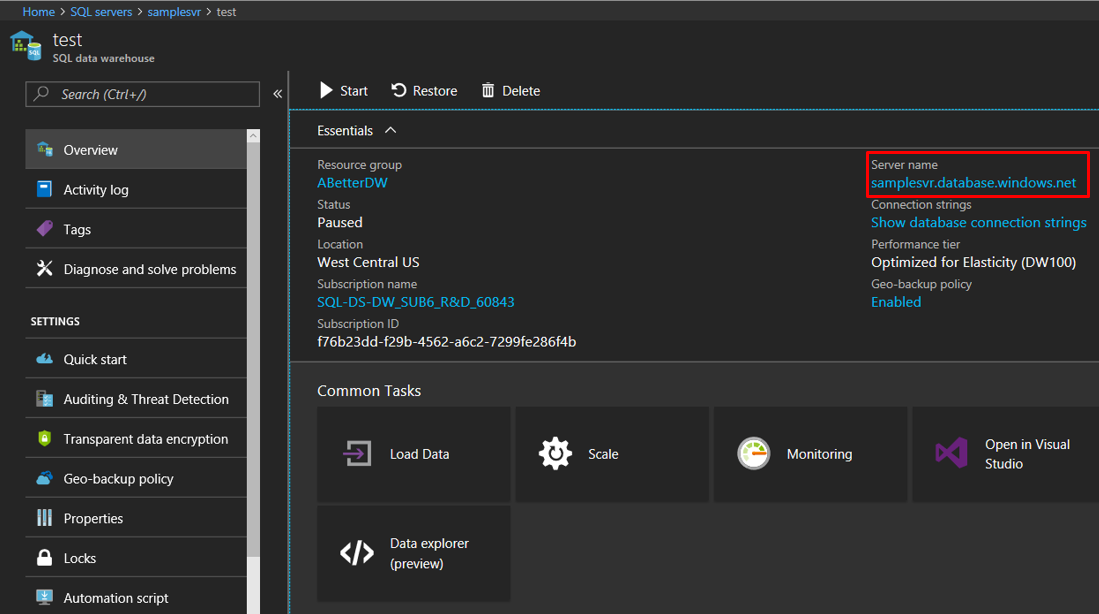 Home > SQL servers > samplesvr > test
test
SQL data warehouse
SQL
Search (Ctrl+/)
Overview
Activity log
Tags
Diagnose and solve problems
SETTINGS
Quick start
Auditing & Threat Detection
Transparent data encryption
Geo-backup policy
Properties
Locks
Automation script
Start Restore Delete
Essentials
Resource group
ABetterDW
Status
Paused
Location
West Central US
Subscription name
SQL-DS-DW_SUB6_R&D_60843
Subscription ID
f76b23dd-f29b-4562-a6c2-7299fe286f4b
Server name
samplesvr.database.windows.net
Connection strings
Show database connection strings
Performance tier
Optimized for Elasticity (DW100)
Geo-backup policy
Enabled
Common Tasks
Load Data
Scale
Monitoring
Open in Visual
Studio
Data explorer
(preview)